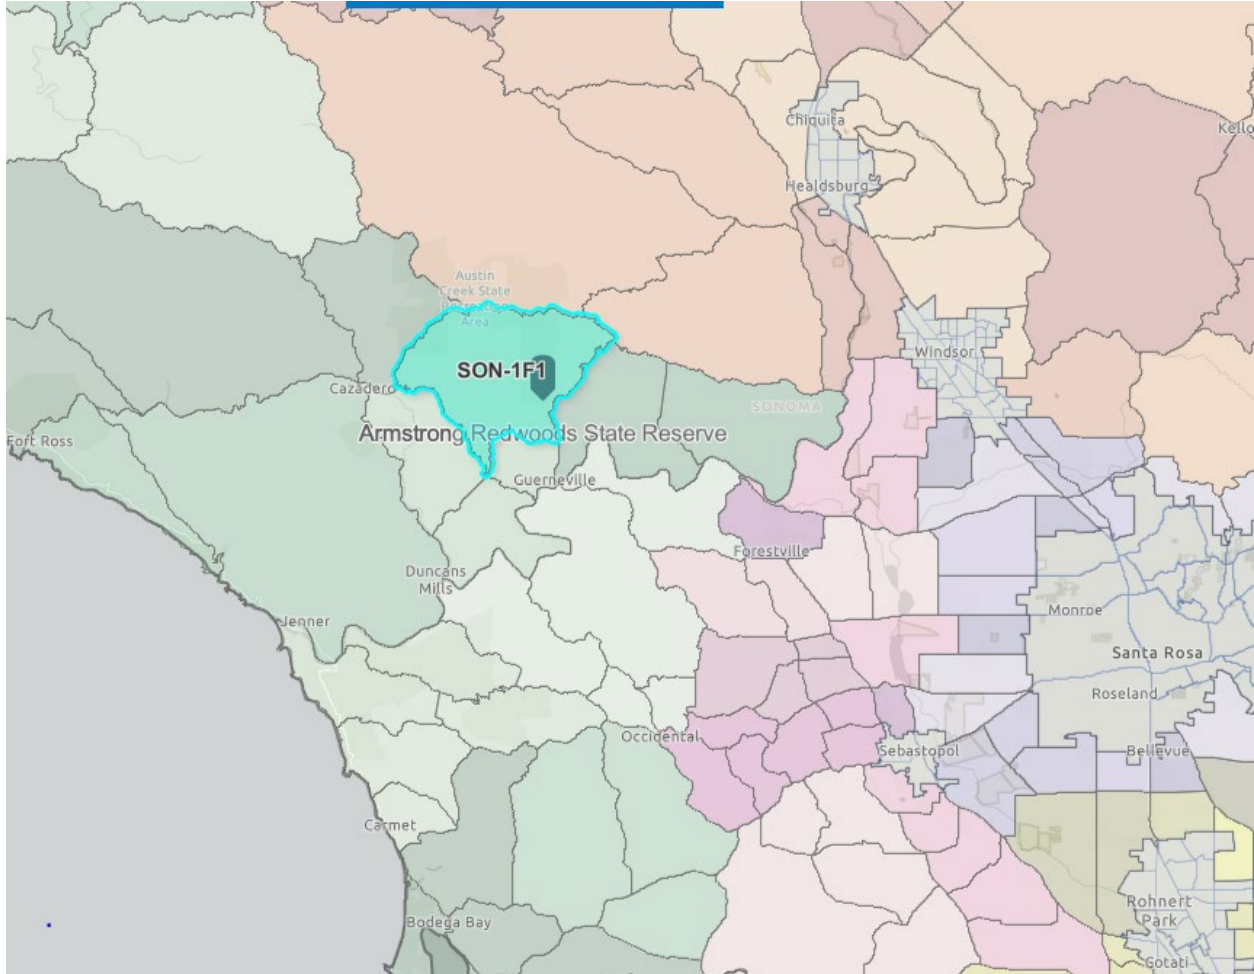 Chiquita
Kello
Healdsburg
Austin
Creek State
Recreation
Area
Windsor
SON-1F1
Cazadero
SONOMA
Armstrong Redwoods State Reserve
Fort Ross
Guerneville
Forestville
Duncans
Mills
Monroe
Jenner
Santa Rosa
Roseland
Occidental
Sebastopol
Bellevue
Carmet
Rohnert
Park
Bodega Bay
Cotati